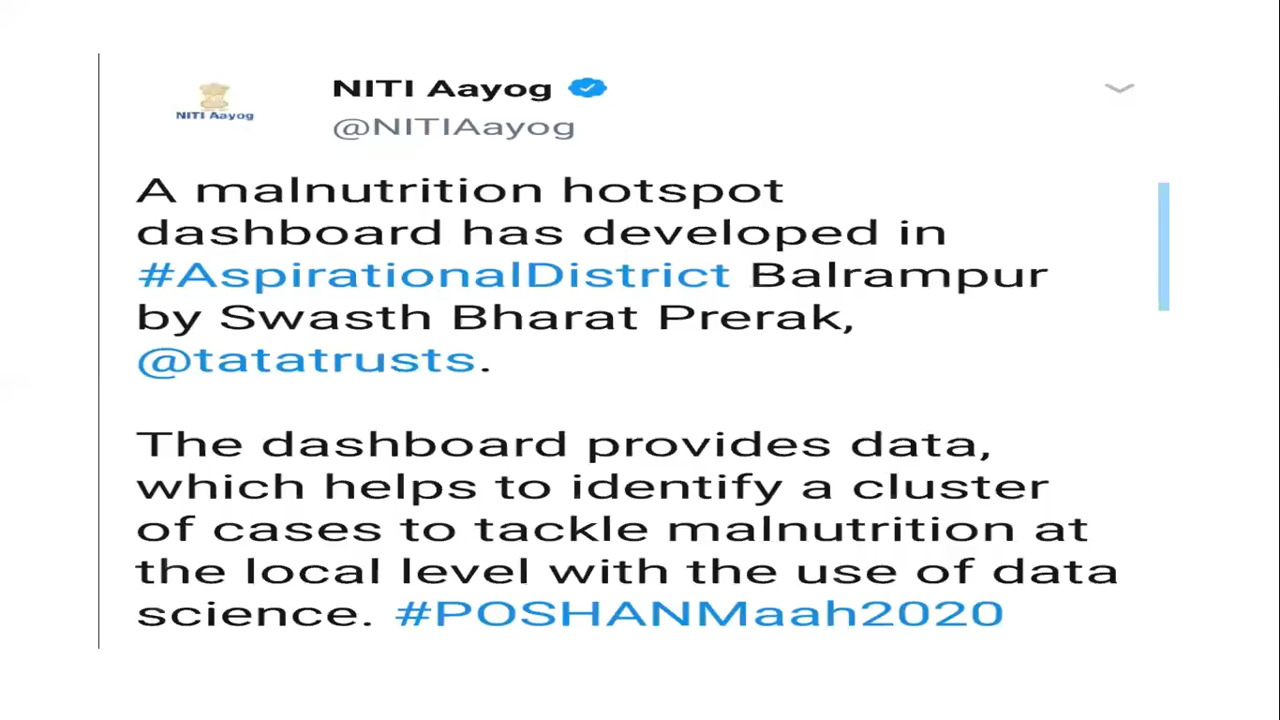 NITI Aayog
NITI Aayog
@NITIAayog
A malnutrition hotspot
dashboard has developed in
#AspirationalDistrict Balrampur
by Swasth Bharat Prerak,
@tatatrusts.
The dashboard provides data,
which helps to identify a cluster
of cases to tackle malnutrition at
the local level with the use of data
science. #POSHANMaah2020